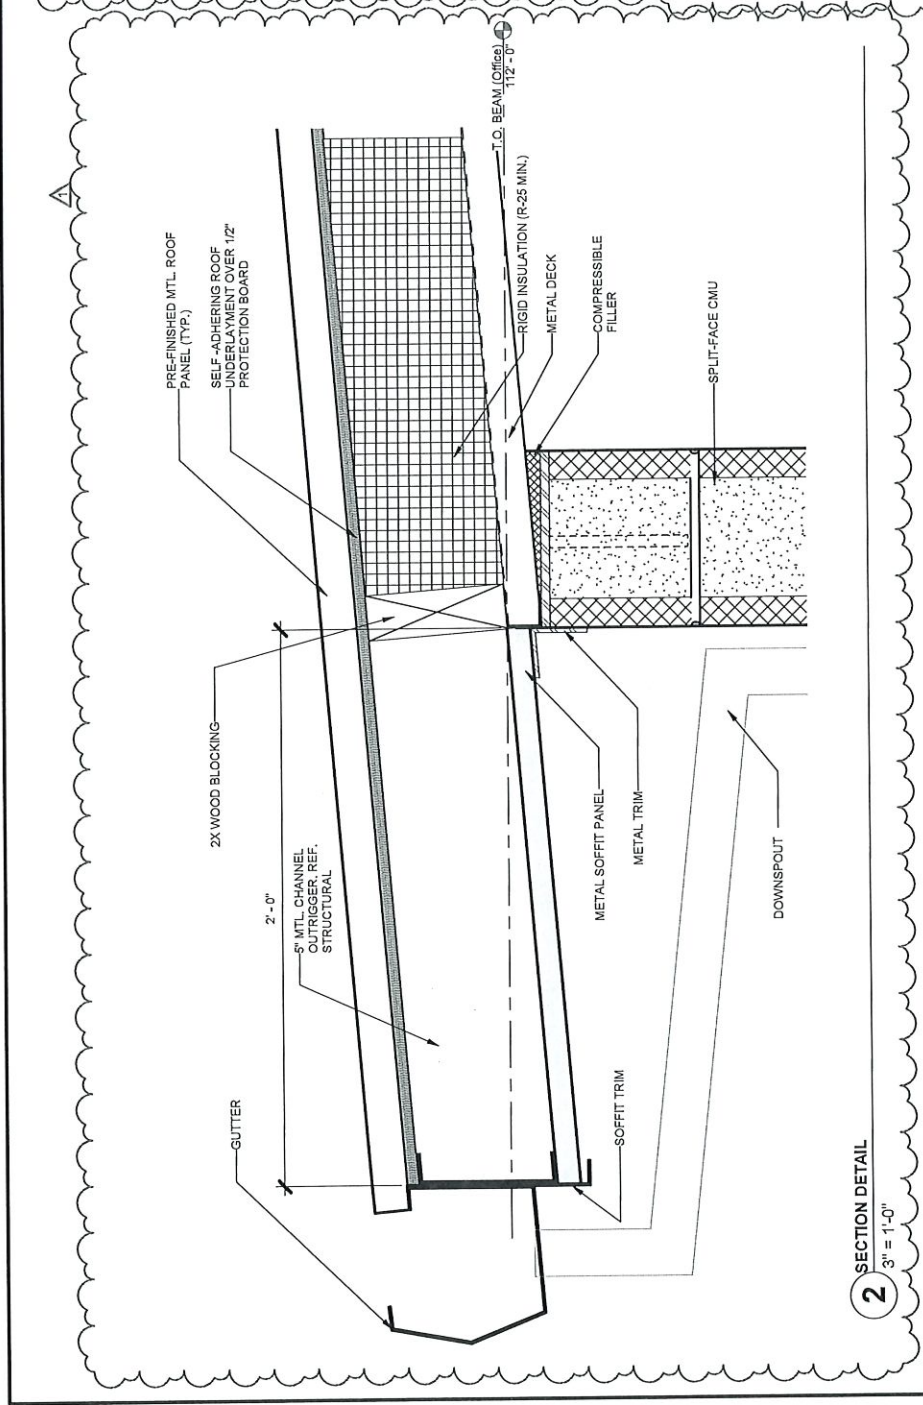 1
PRE-FINISHED MTL. ROOF
PANEL (TYP.)
SELF-ADHERING ROOF
UNDERLAYMENT OVER 1/2"
PROTECTION BOARD
2X WOOD BLOCKING
2' - 0"
5" MTL. CHANNEL
OUTRIGGER, REF.
STRUCTURAL
GUTTER
T.O. BEAM (Office)
112' - 0"
RIGID INSULATION (R-25 MIN.)
METAL DECK
COMPRESSIBLE
FILLER
SPLIT-FACE CMU
METAL SOFFIT PANEL
METAL TRIM
SOFFIT TRIM
DOWNSPOUT
2
SECTION DETAIL
3" = 1'-0"